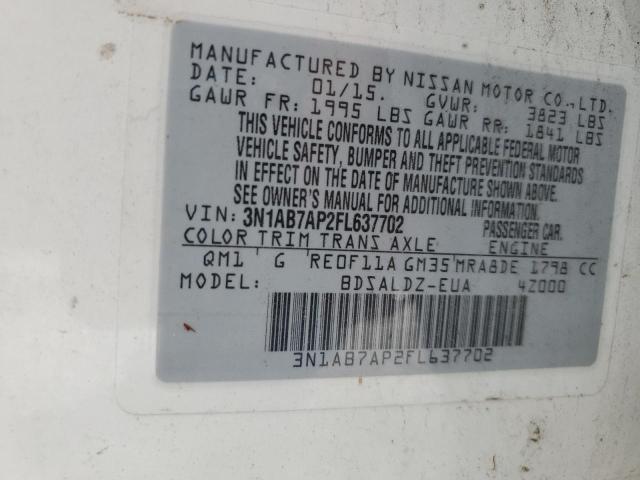 MANUFACTURED BY NISSAN MOTOR CO., LTD.
DATE: 01/15. GVWR: 3823 LBS
GAWR FR: 1995 LBS GAWR RR: 1841 LBS
THIS VEHICLE CONFORMS TO ALL APPLICABLE FEDERAL MOTOR
VEHICLE SAFETY, BUMPER AND THEFT PREVENTION STANDARDS
IN EFFECT ON THE DATE OF MANUFACTURE SHOWN ABOVE.
SEE OWNER'S MANUAL FOR ADDITIONAL INFORMATION.
VIN: 3N1AB7AP2FL637702 PASSENGER CAR.
COLOR TRIM TRANS AXLE ENGINE
QM1 G RE0F11A GM35 MRA8DE 1798 CC
MODEL: BDSALDZ-EUA 4Z000
3N1AB7AP2FL637702